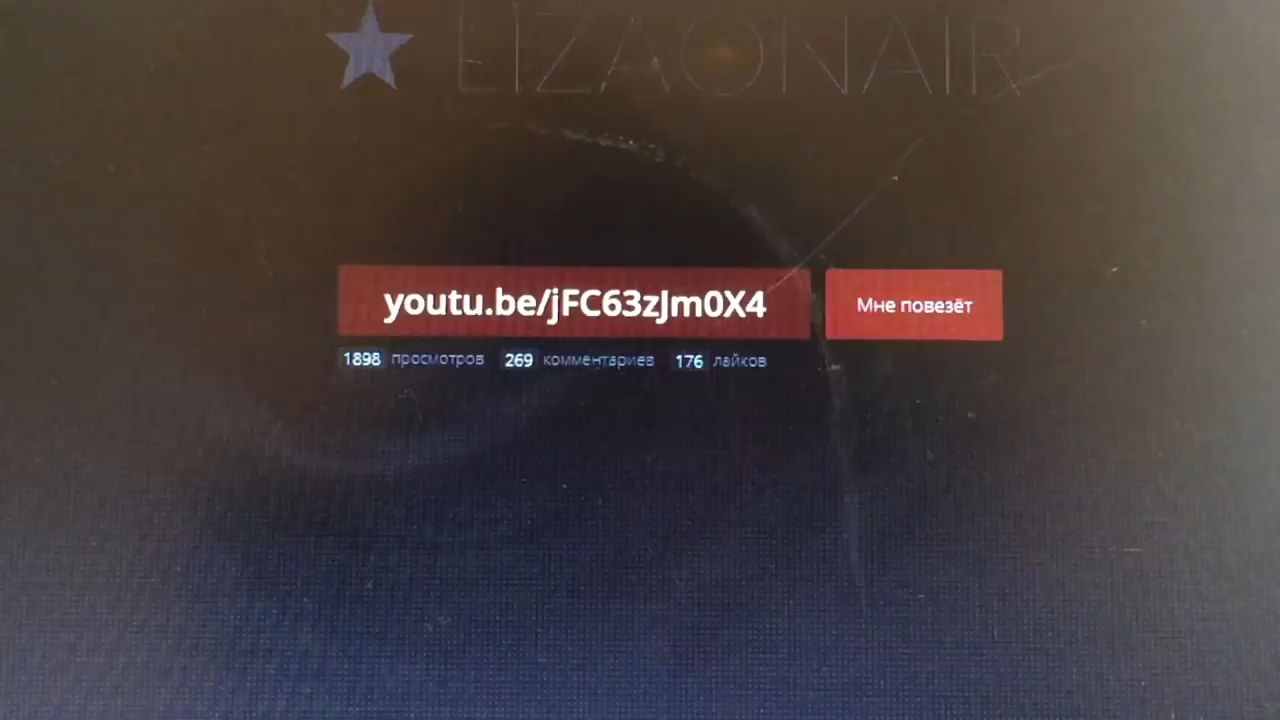 LIZAONAIR
youtu.be/jFC63zJm0X4
Мне повезёт
1898 просмотров 269 комментариев 176 лайков